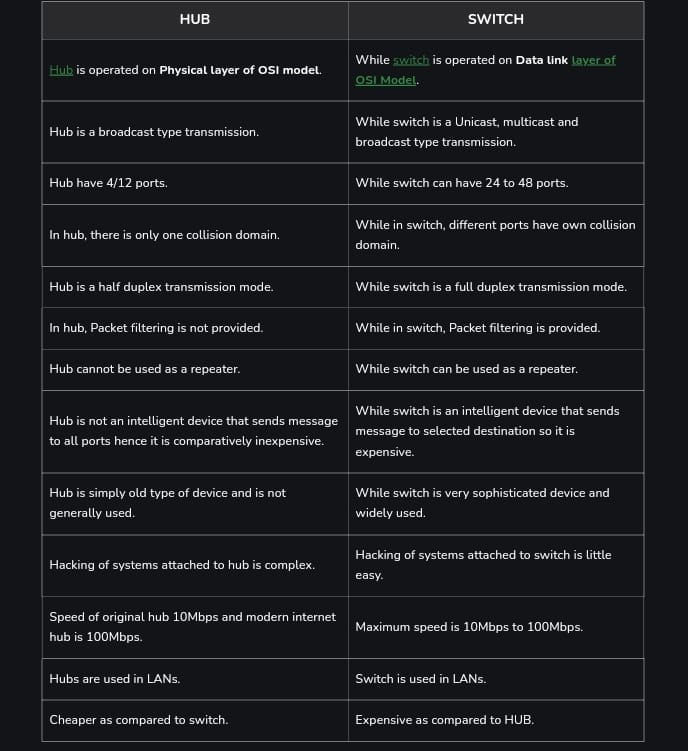 HUB
SWITCH
Hub is operated on Physical layer of OSI model.
While switch is operated on Data link layer of
OSI Model.
Hub is a broadcast type transmission.
While switch is a Unicast, multicast and
broadcast type transmission.
Hub have 4/12 ports.
While switch can have 24 to 48 ports.
In hub, there is only one collision domain.
While in switch, different ports have own collision
domain.
Hub is a half duplex transmission mode.
While switch is a full duplex transmission mode.
In hub, Packet filtering is not provided.
While in switch, Packet filtering is provided.
Hub cannot be used as a repeater.
While switch can be used as a repeater.
Hub is not an intelligent device that sends message
to all ports hence it is comparatively inexpensive.
While switch is an intelligent device that sends
message to selected destination so it is
expensive.
Hub is simply old type of device and is not
generally used.
While switch is very sophisticated device and
widely used.
Hacking of systems attached to hub is complex.
Hacking of systems attached to switch is little
easy.
Speed of original hub 10Mbps and modern internet
hub is 100Mbps.
Maximum speed is 10Mbps to 100Mbps.
Hubs are used in LANs.
Switch is used in LANs.
Cheaper as compared to switch.
Expensive as compared to HUB.